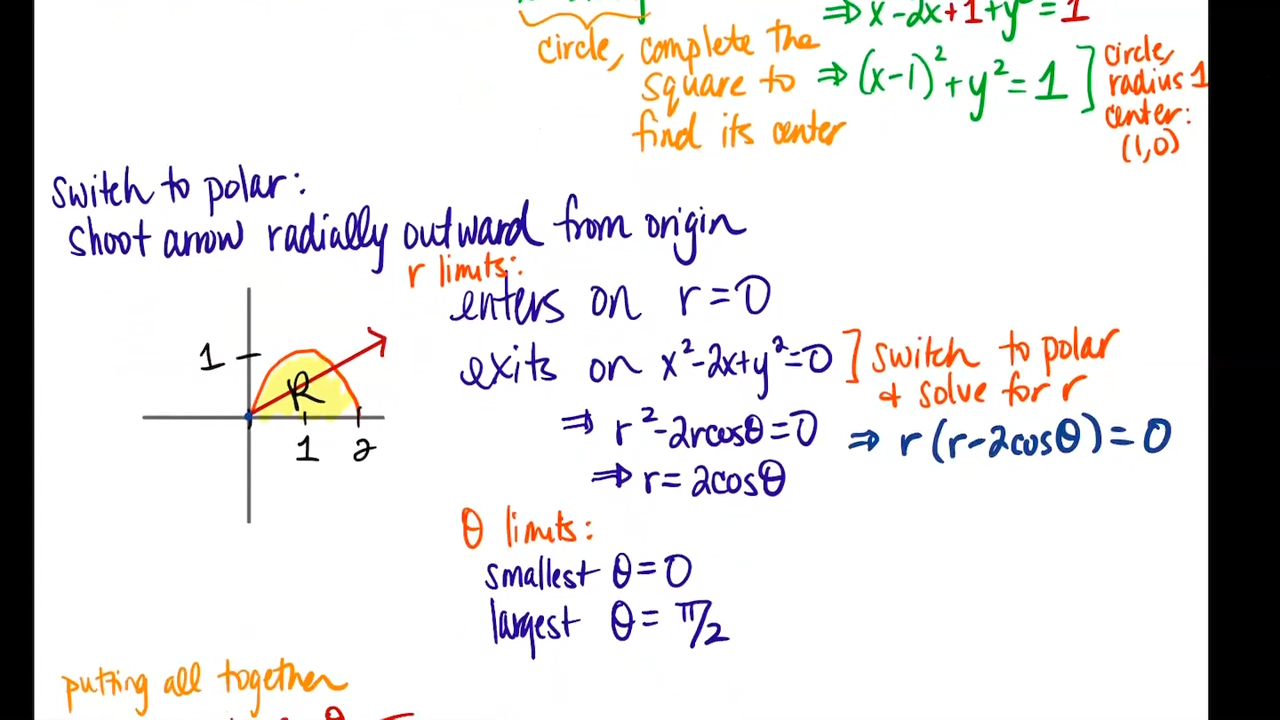 ⇒ x-2x+1+y²=1
circle, complete the
square to
find its center
⇒ (x-1)²+y²=1
circle,
radius 1
center:
(1,0)
switch to polar:
shoot arrow radially outward from origin
r limits:
enters on r=0
exits on x²-2x+y²=0
switch to polar
& solve for r
⇒ r²-2rcosθ=0 ⇒ r(r-2cosθ)=0
⇒ r=2cosθ
1
R
1 2
θ limits:
smallest θ=0
largest θ=π/2
putting all together